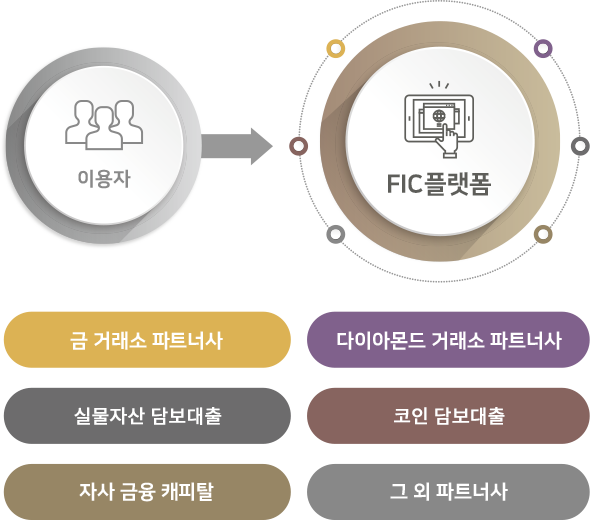 이용자
FIC플랫폼
금 거래소 파트너사
다이아몬드 거래소 파트너사
실물자산 담보대출
코인 담보대출
자사 금융 캐피탈
그 외 파트너사